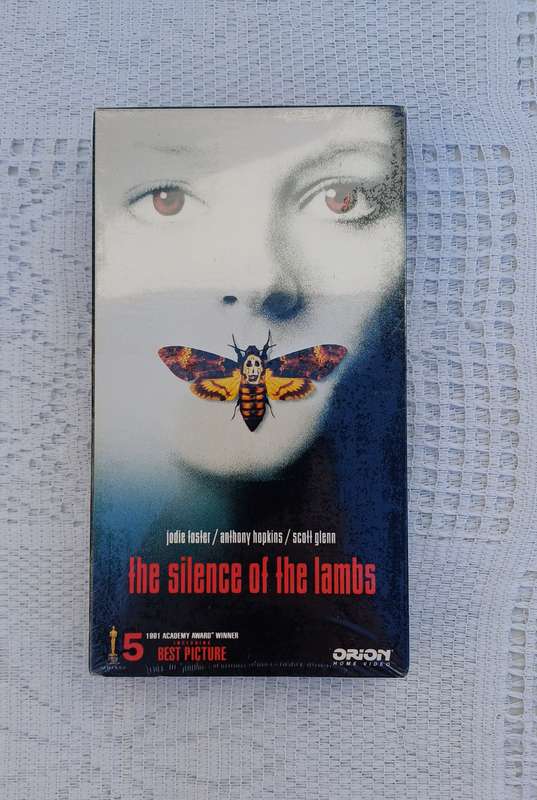 jodie foster / anthony hopkins / scott glenn
the silence of the lambs
5 1991 ACADEMY AWARD® WINNER
INCLUDING
BEST PICTURE
ORION
HOME VIDEO